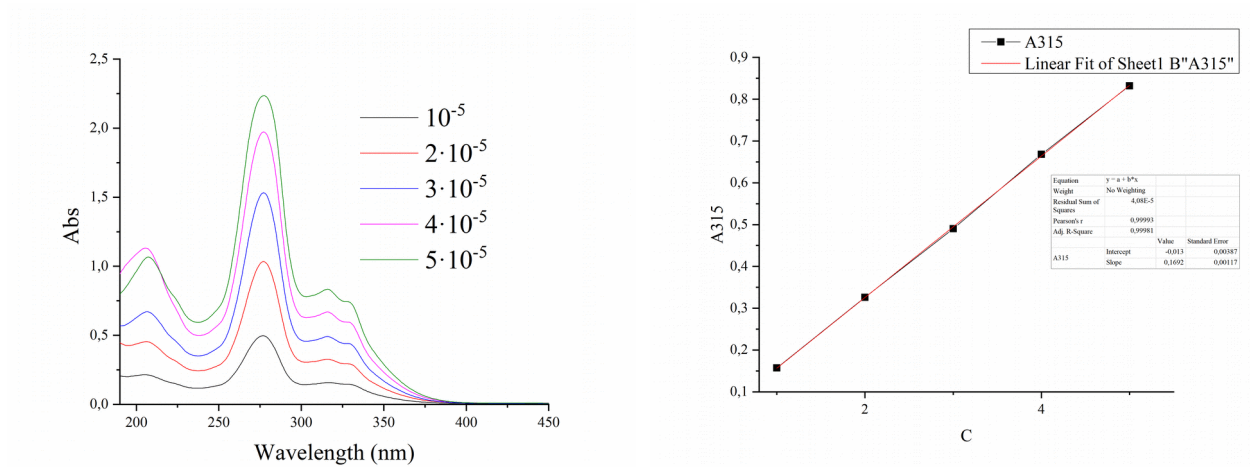 2,5
2,0
1,5
1,0
0,5
0,0
200 250 300 350 400 450
Abs
Wavelength (nm)
10⁻⁵
2·10⁻⁵
3·10⁻⁵
4·10⁻⁵
5·10⁻⁵
0,9
0,8
0,7
0,6
0,5
0,4
0,3
0,2
0,1
2 4
A315
C
A315
Linear Fit of Sheet1 B"A315"
Equation y = a + b*x
Weight No Weighting
Residual Sum of Squares 4,08E-5
Pearson's r 0,99993
Adj. R-Square 0,99981
Value Standard Error
A315 Intercept -0,013 0,00387
Slope 0,1692 0,00117